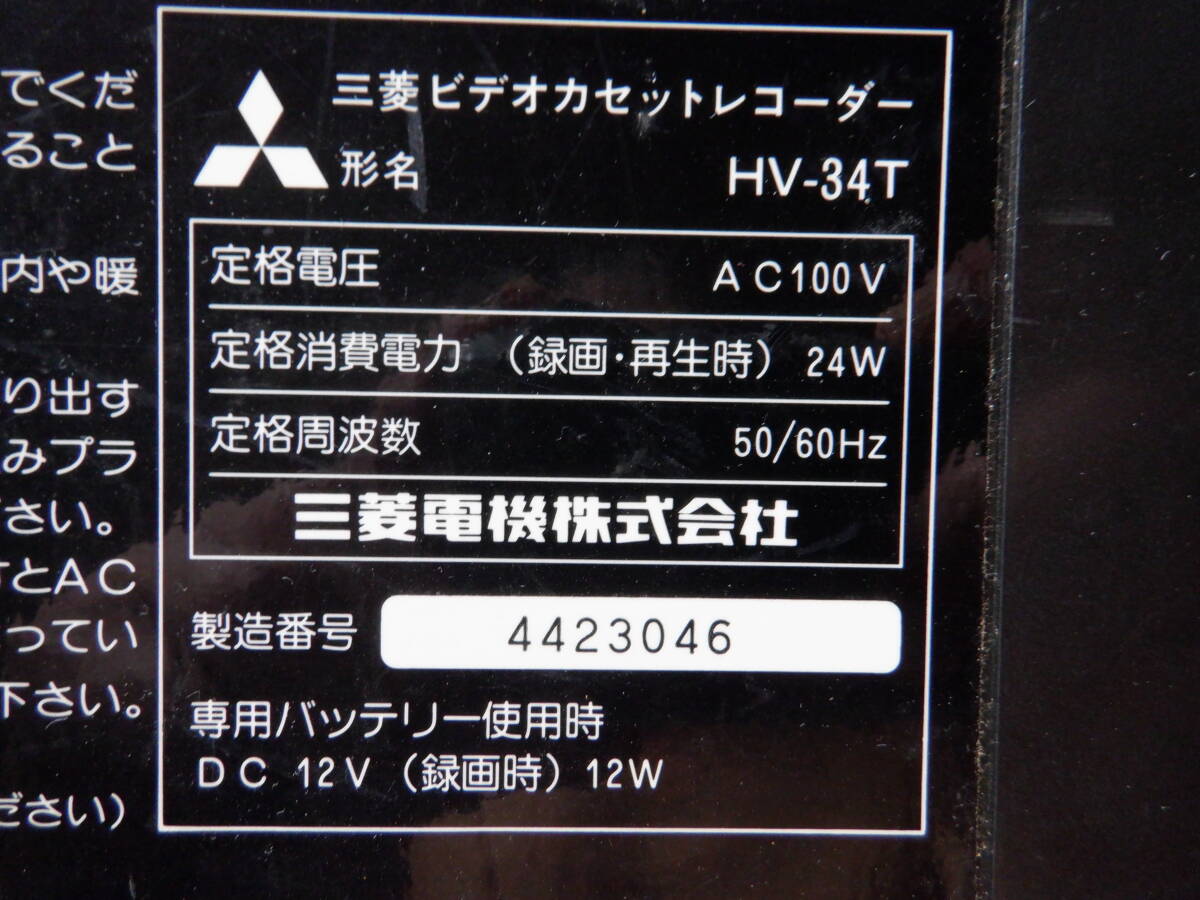 でくだ
ること
内や暖
り出す
みプラ
さい。
とAC
ってい
下さい。
ださい）
三菱ビデオカセットレコーダー
形名 HV-34T
定格電圧 AC100V
定格消費電力 （録画・再生時） 24W
定格周波数 50/60Hz
三菱電機株式会社
製造番号 4423046
専用バッテリー使用時
DC 12V（録画時）12W